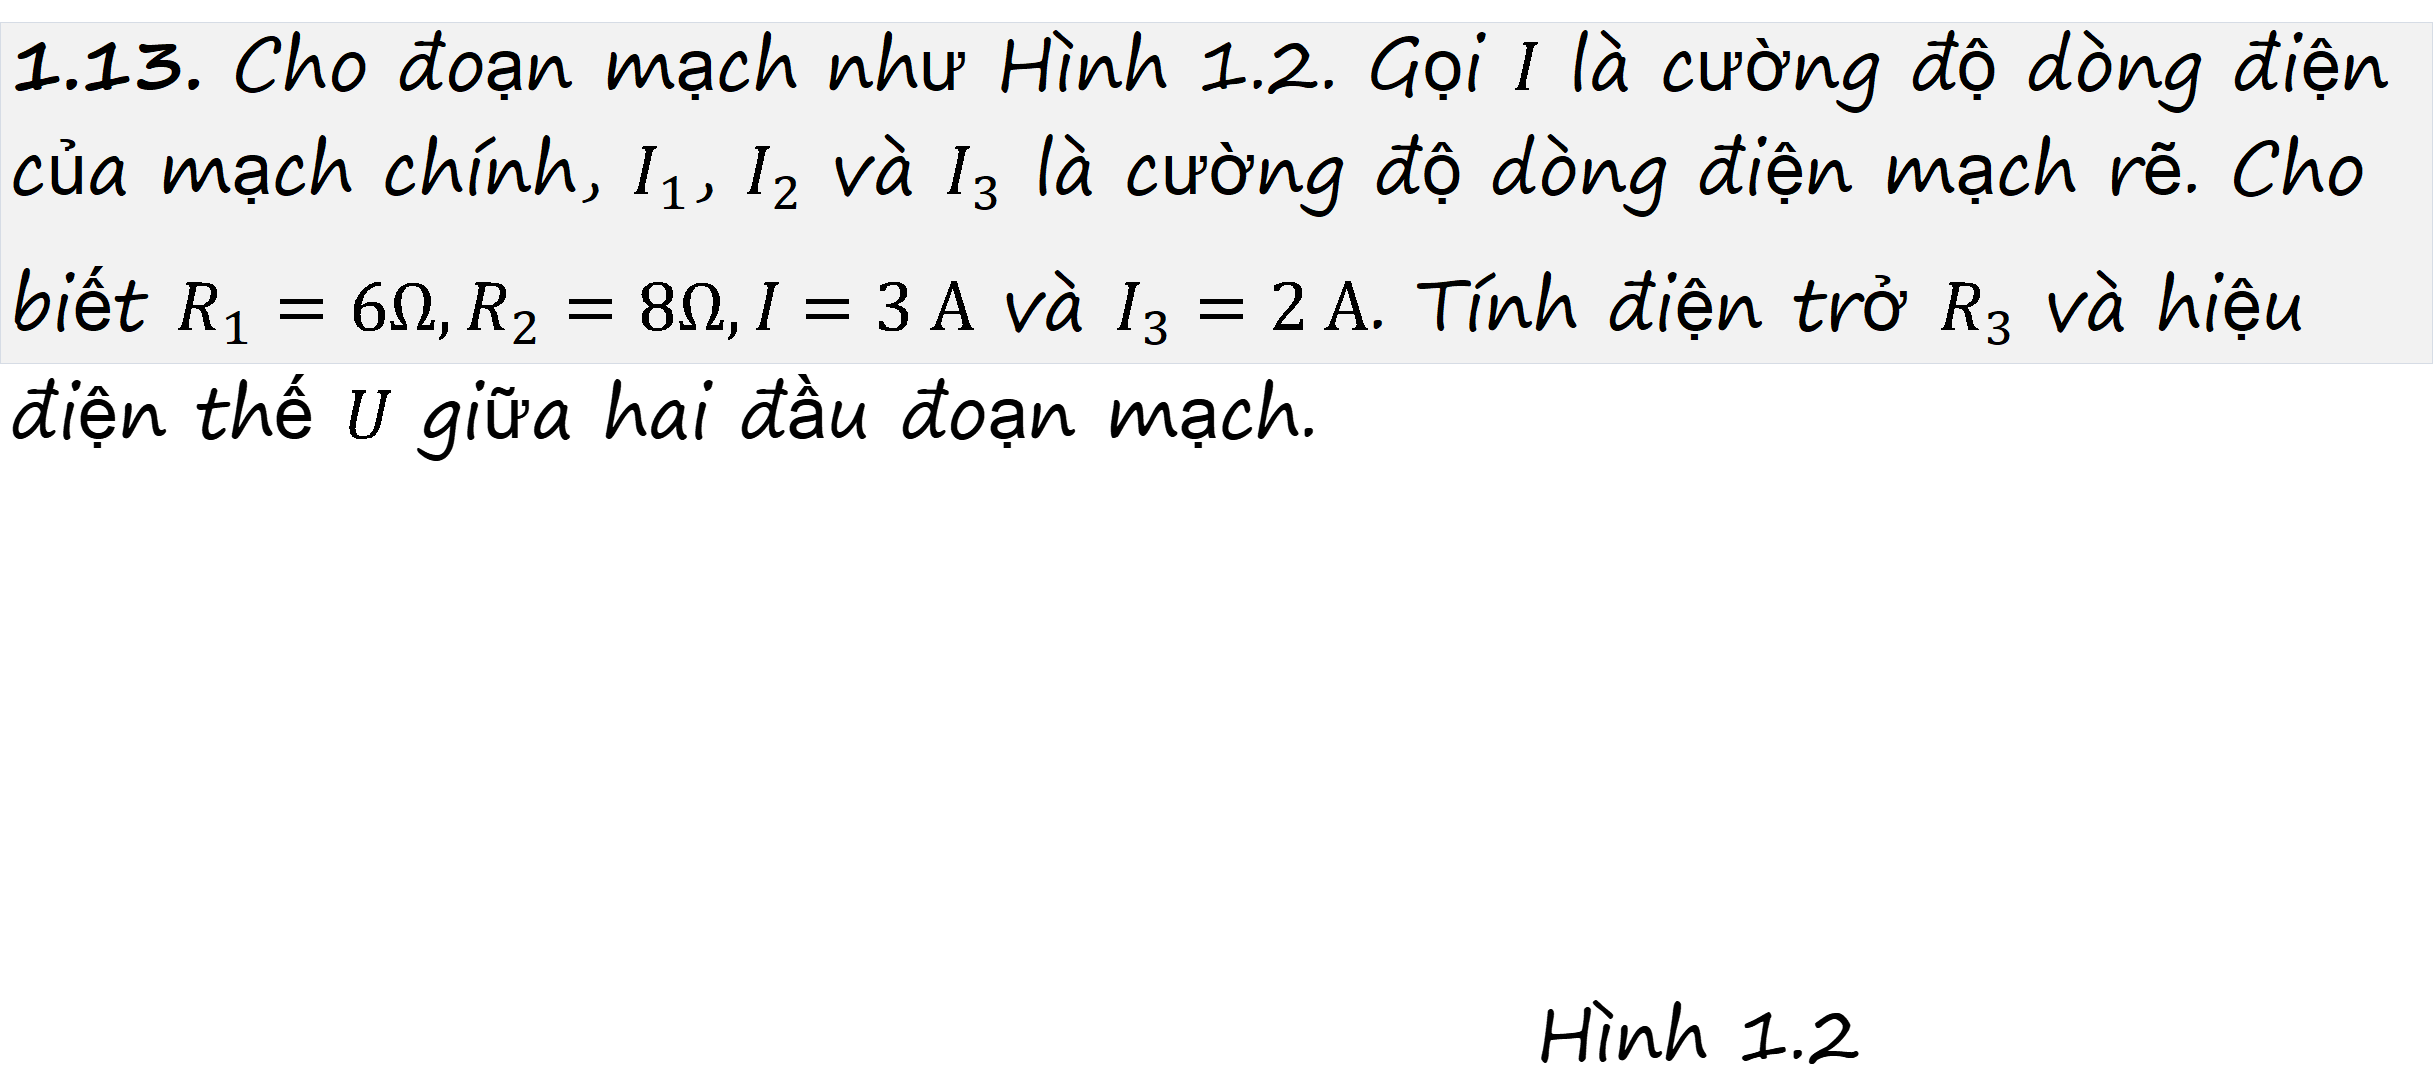 1.13. Cho đoạn mạch như Hình 1.2. Gọi I là cường độ dòng điện
của mạch chính, I₁, I₂ và I₃ là cường độ dòng điện mạch rẽ. Cho
biết R₁ = 6Ω, R₂ = 8Ω, I = 3 A và I₃ = 2 A. Tính điện trở R₃ và hiệu
điện thế U giữa hai đầu đoạn mạch.
Hình 1.2